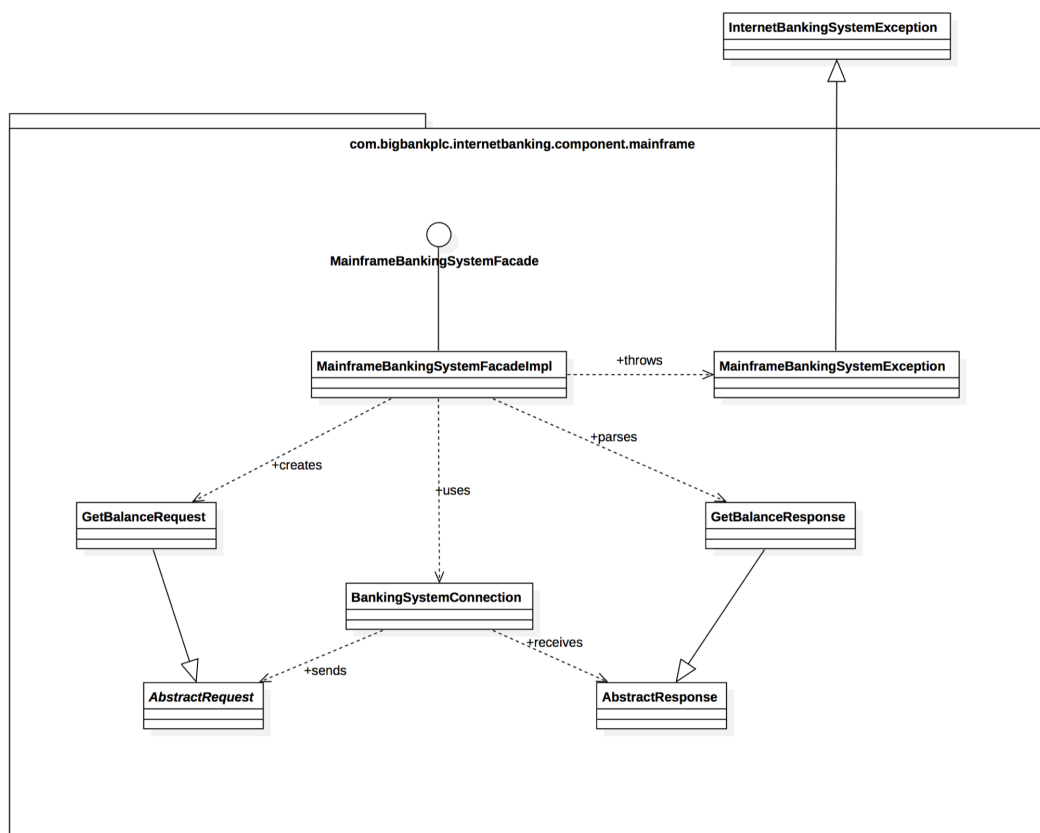 InternetBankingSystemException
com.bigbankplc.internetbanking.component.mainframe
MainframeBankingSystemFacade
MainframeBankingSystemFacadeImpl
+throws
MainframeBankingSystemException
+creates
+uses
+parses
GetBalanceRequest
GetBalanceResponse
BankingSystemConnection
+sends
+receives
AbstractRequest
AbstractResponse